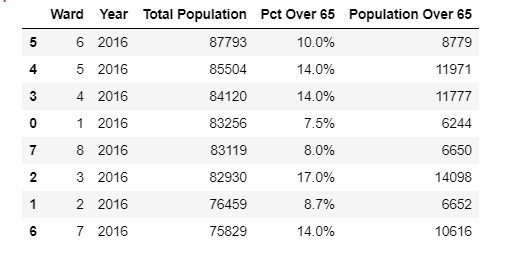 Ward Year Total Population Pct Over 65 Population Over 65
5 6 2016 87793 10.0% 8779
4 5 2016 85504 14.0% 11971
3 4 2016 84120 14.0% 11777
0 1 2016 83256 7.5% 6244
7 8 2016 83119 8.0% 6650
2 3 2016 82930 17.0% 14098
1 2 2016 76459 8.7% 6652
6 7 2016 75829 14.0% 10616